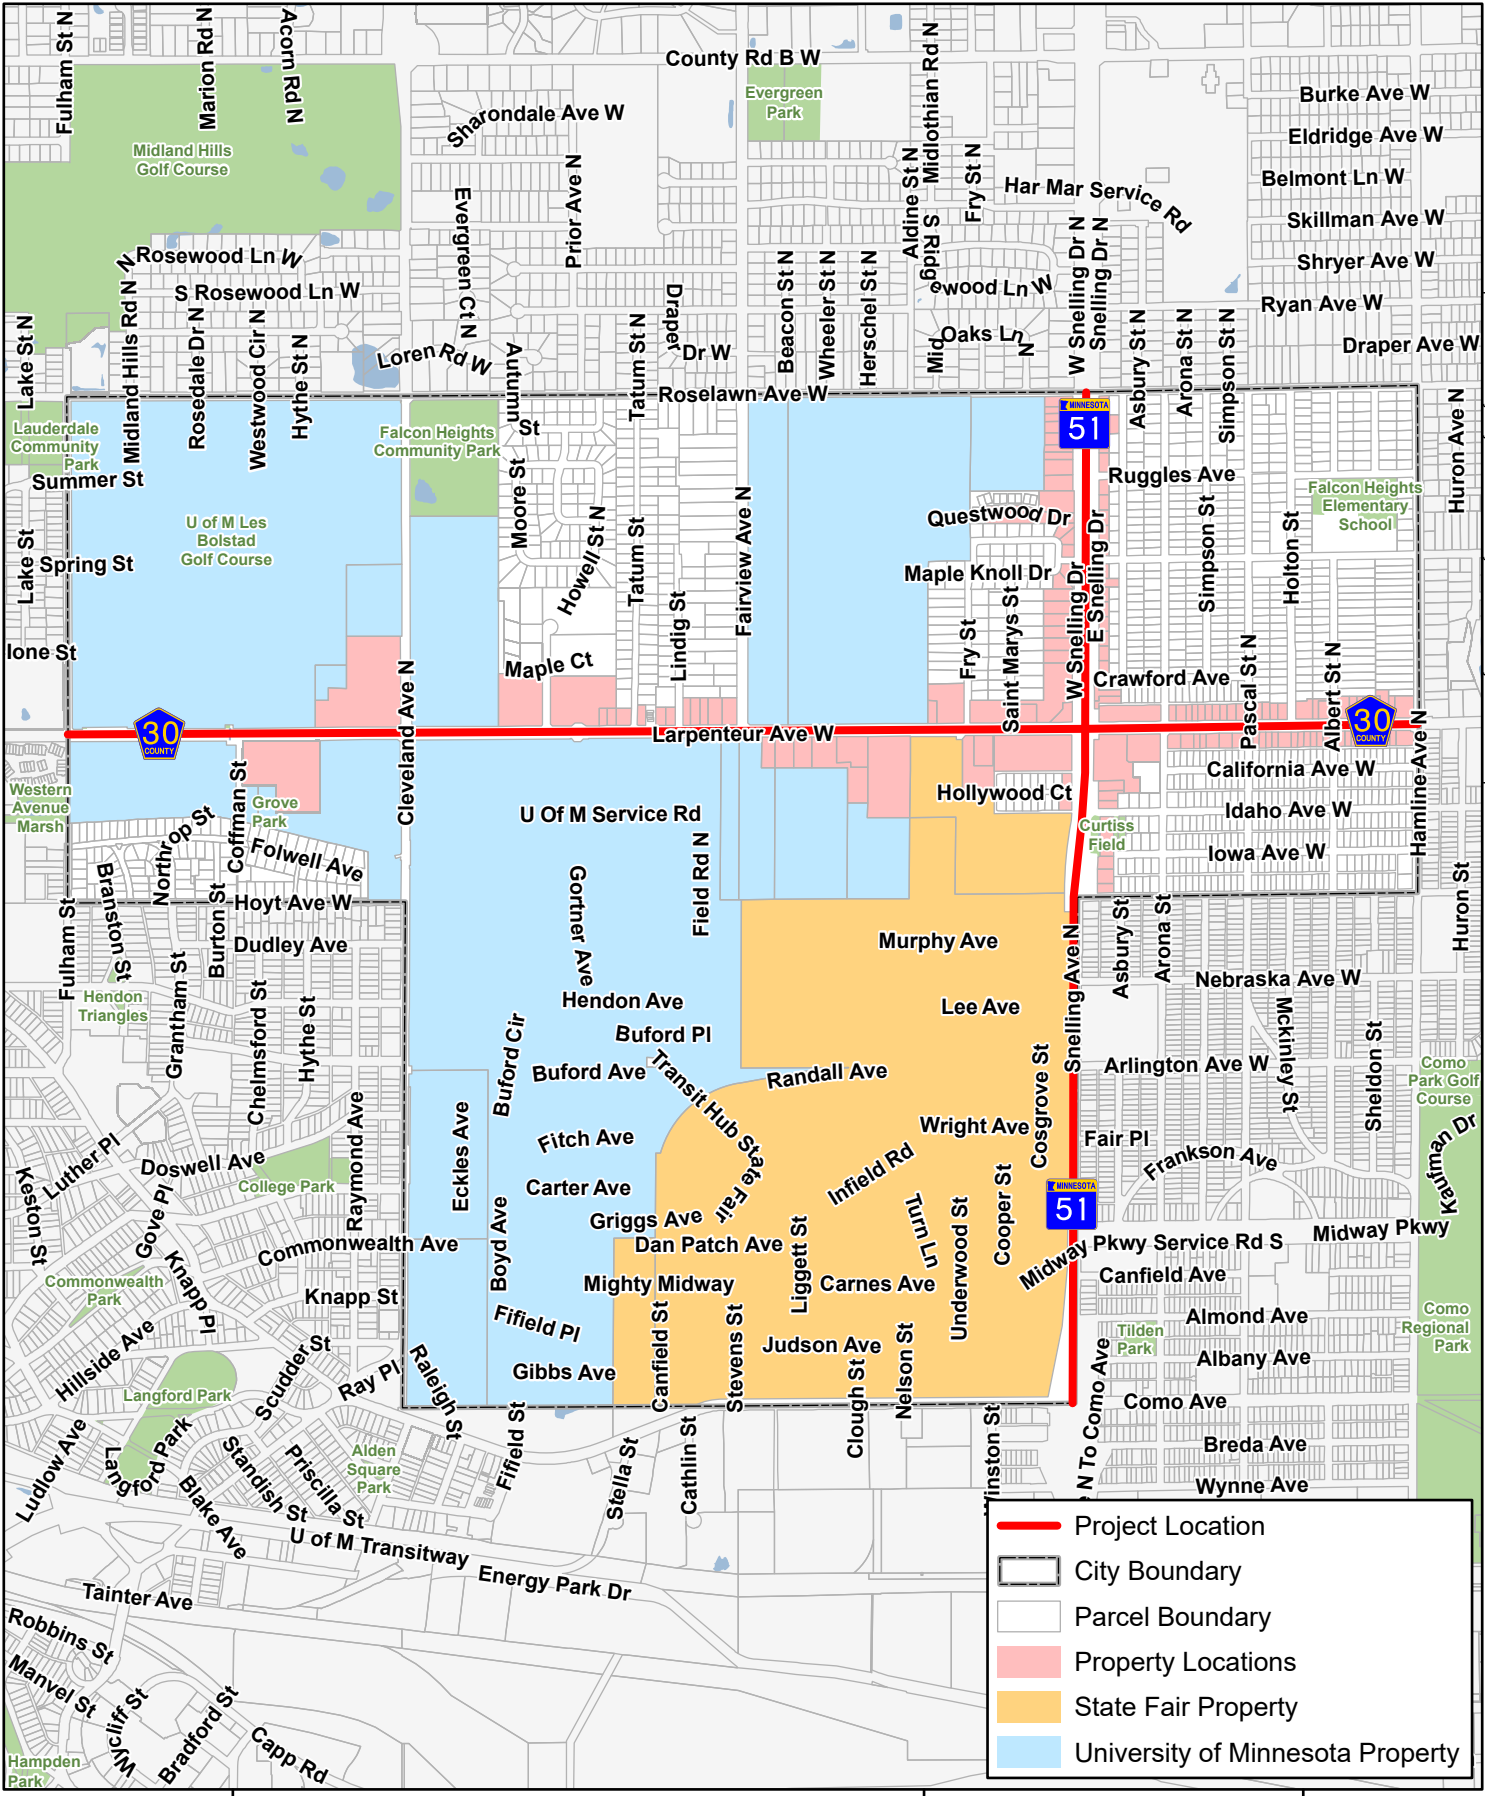 Fulham St N
Marion Rd N
Acorn Rd N
County Rd B W
Midlothian Rd N
Evergreen
Park
Burke Ave W
Sharondale Ave W
Eldridge Ave W
Midland Hills
Golf Course
Prior Ave N
Evergreen Ct N
Aldine St N
Fry St N
Belmont Ln W
Har Mar Service Rd
Skillman Ave W
Rosewood Ln W
S Ridgewood Ln W
W Snelling Dr N
Snelling Dr N
Shryer Ave W
S Rosewood Ln W
Ryan Ave W
Lake St N
Midland Hills Rd N
Rosedale Dr N
Westwood Cir N
Hythe St N
Loren Rd W
Autumn
St
Tatum St N
Draper
Dr W
Beacon St N
Wheeler St N
Herschel St N
Mid
Oaks Ln
N
Asbury St N
Arona St N
Simpson St N
Draper Ave W
Roselawn Ave W
Huron Ave N
Lauderdale
Community
Park
Falcon Heights
Community Park
MINNESOTA
51
Summer St
Ruggles Ave
Falcon Heights
Elementary
School
U of M Les
Bolstad
Golf Course
Moore St
Howell St N
Tatum St
Fairview Ave N
Questwood Dr
E Snelling Dr
W Snelling Dr
Simpson St
Holton St
Lake St
Spring St
Maple Knoll Dr
Lindig St
Fry St
Saint Marys St
Ione St
Maple Ct
Cleveland Ave N
Crawford Ave
Pascal St N
Albert St N
30
COUNTY
Larpenteur Ave W
30
COUNTY
Hamline Ave N
California Ave W
Western
Avenue
Marsh
Northrop St
Coffman St
Grove
Park
Hollywood Ct
U Of M Service Rd
Idaho Ave W
Curtiss
Field
Iowa Ave W
Folwell Ave
Field Rd N
Gortner Ave
Branston St
Burton St
Hoyt Ave W
Fulham St
Dudley Ave
Murphy Ave
Snelling Ave N
Asbury St
Arona St
Huron St
Hendon
Triangles
Grantham St
Chelmsford St
Hythe St
Hendon Ave
Lee Ave
Nebraska Ave W
Mckinley St
Sheldon St
Buford Pl
Buford Cir
Buford Ave
Transit Hub
State Fair
Randall Ave
Cosgrove St
Arlington Ave W
Como
Park Golf
Course
Raymond Ave
Eckles Ave
Fitch Ave
Wright Ave
Fair Pl
Frankson Ave
Kaufman Dr
Luther Pl
Doswell Ave
College Park
Keston St
Gove Pl
Carter Ave
Infield Rd
Cooper St
MINNESOTA
51
Griggs Ave
Turn Ln
Underwood St
Commonwealth Ave
Boyd Ave
Dan Patch Ave
Liggett St
Midway Pkwy Service Rd S
Midway Pkwy
Commonwealth
Park
Knapp Pl
Knapp St
Mighty Midway
Carnes Ave
Canfield Ave
Hillside Ave
Scudder St
Fifield Pl
Canfield St
Stevens St
Judson Ave
Nelson St
Almond Ave
Tilden
Park
Como
Regional
Park
Albany Ave
Langford Park
Ray Pl
Raleigh St
Gibbs Ave
Clough St
Como Ave
Ludlow Ave
Langford Park
Standish St
Priscilla St
Blake Ave
Alden
Square
Park
Fifield St
Stella St
Cathlin St
Winston St
e N To Como Ave
Breda Ave
Wynne Ave
U of M Transitway
Energy Park Dr
Tainter Ave
Robbins St
Manvel St
Wycliff St
Bradford St
Capp Rd
Hampden
Park
Project Location
City Boundary
Parcel Boundary
Property Locations
State Fair Property
University of Minnesota Property